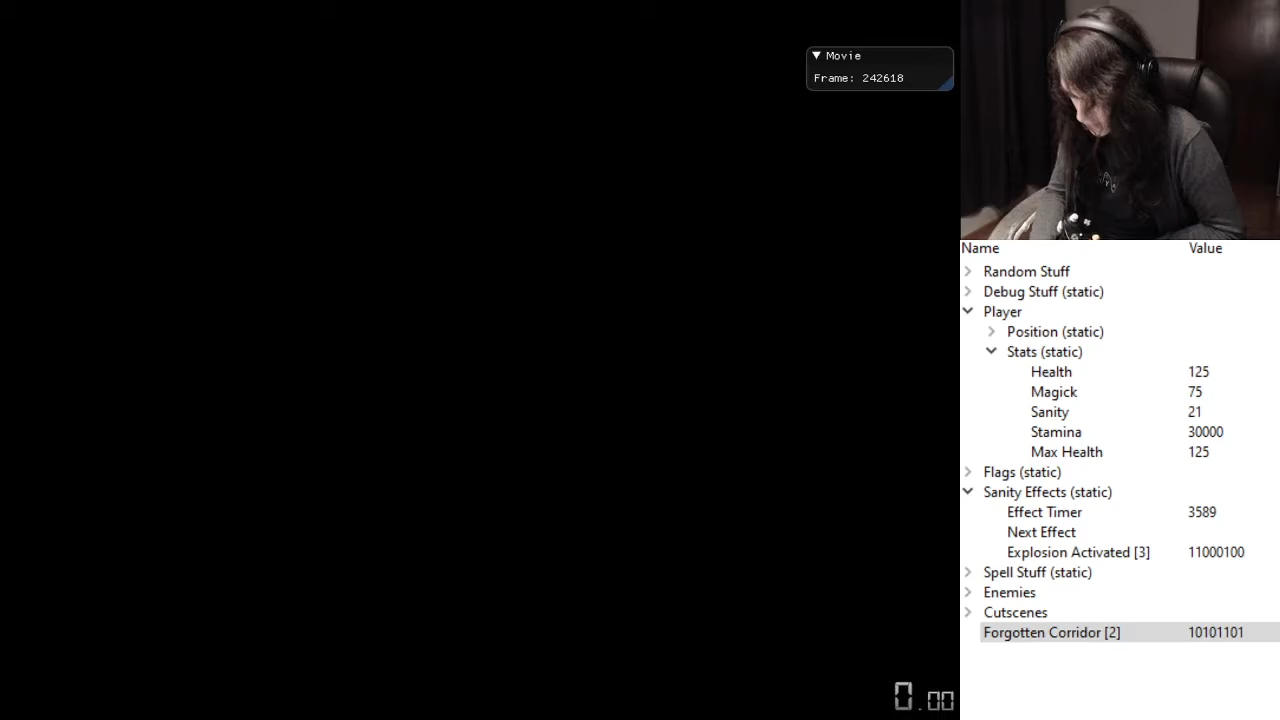 ▼ Movie
Frame: 242618
Name Value
Random Stuff
Debug Stuff (static)
Player
Position (static)
Stats (static)
Health 125
Magick 75
Sanity 21
Stamina 30000
Max Health 125
Flags (static)
Sanity Effects (static)
Effect Timer 3589
Next Effect
Explosion Activated [3] 11000100
Spell Stuff (static)
Enemies
Cutscenes
Forgotten Corridor [2] 10101101
0.00